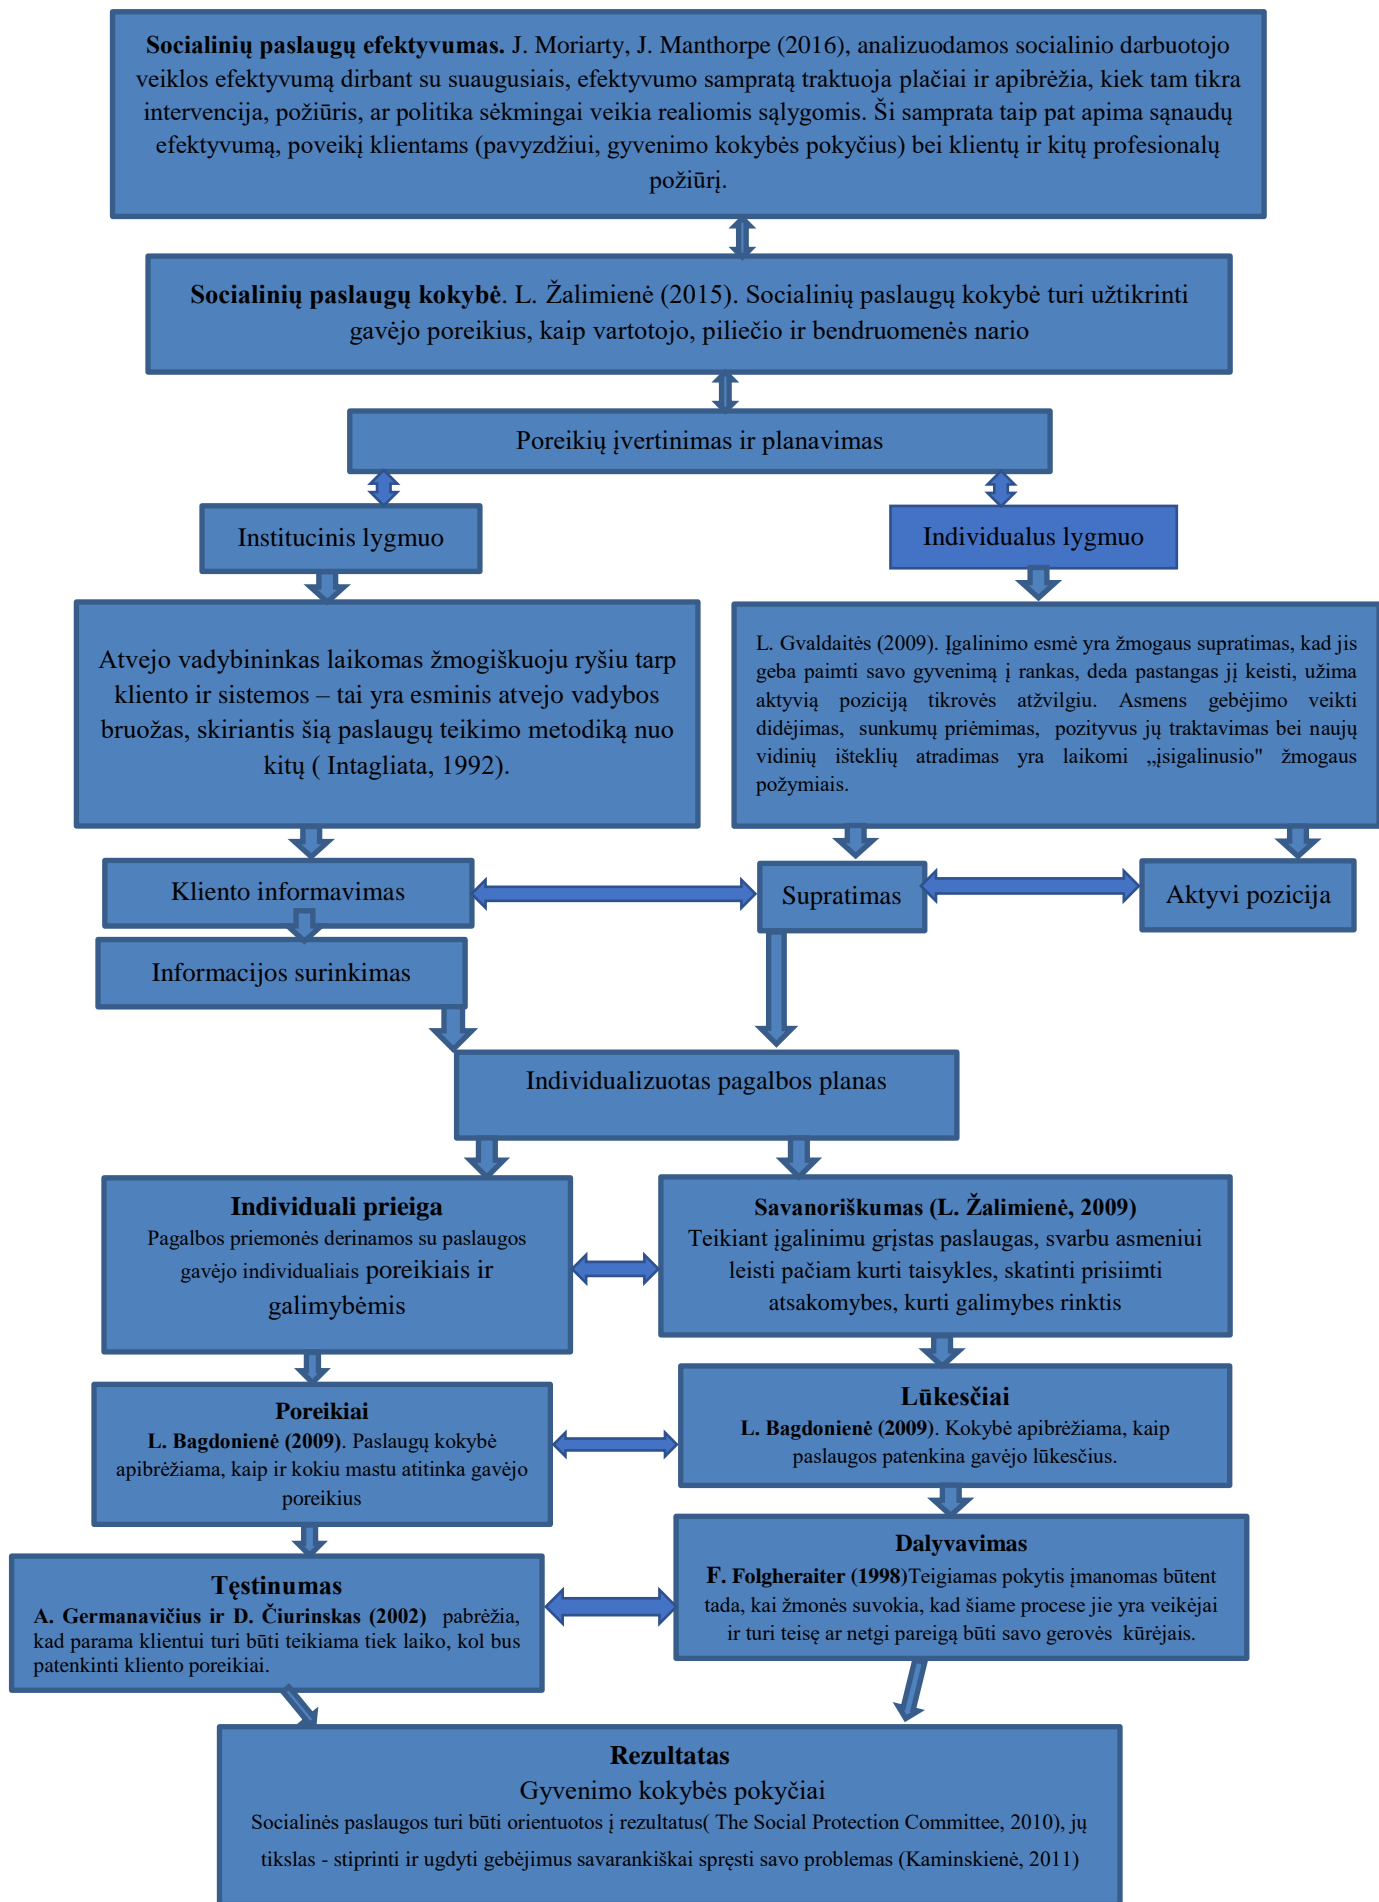 Socialinių paslaugų efektyvumas. J. Moriarty, J. Manthorpe (2016), analizuodamos socialinio darbuotojo
veiklos efektyvumą dirbant su suaugusiais, efektyvumo sampratą traktuoja plačiai ir apibrėžia, kiek tam tikra
intervencija, požiūris, ar politika sėkmingai veikia realiomis sąlygomis. Ši samprata taip pat apima sąnaudų
efektyvumą, poveikį klientams (pavyzdžiui, gyvenimo kokybės pokyčius) bei klientų ir kitų profesionalų
požiūrį.
Socialinių paslaugų kokybė. L. Žalimienė (2015). Socialinių paslaugų kokybė turi užtikrinti
gavėjo poreikius, kaip vartotojo, piliečio ir bendruomenės nario
Poreikių įvertinimas ir planavimas
Institucinis lygmuo
Individualus lygmuo
Atvejo vadybininkas laikomas žmogiškuoju ryšiu tarp
kliento ir sistemos – tai yra esminis atvejo vadybos
bruožas, skiriantis šią paslaugų teikimo metodiką nuo
kitų ( Intagliata, 1992).
L. Gvaldaitės (2009). Įgalinimo esmė yra žmogaus supratimas, kad jis
geba paimti savo gyvenimą į rankas, deda pastangas jį keisti, užima
aktyvią poziciją tikrovės atžvilgiu. Asmens gebėjimo veikti
didėjimas, sunkumų priėmimas, pozityvus jų traktavimas bei naujų
vidinių išteklių atradimas yra laikomi „įsigalinusio" žmogaus
požymiais.
Kliento informavimas
Supratimas
Aktyvi pozicija
Informacijos surinkimas
Individualizuotas pagalbos planas
Individuali prieiga
Pagalbos priemonės derinamos su paslaugos
gavėjo individualiais poreikiais ir
galimybėmis
Savanoriškumas (L. Žalimienė, 2009)
Teikiant įgalinimu grįstas paslaugas, svarbu asmeniui
leisti pačiam kurti taisykles, skatinti prisiimti
atsakomybes, kurti galimybes rinktis
Poreikiai
L. Bagdonienė (2009). Paslaugų kokybė
apibrėžiama, kaip ir kokiu mastu atitinka gavėjo
poreikius
Lūkesčiai
L. Bagdonienė (2009). Kokybė apibrėžiama, kaip
paslaugos patenkina gavėjo lūkesčius.
Tęstinumas
A. Germanavičius ir D. Čiurinskas (2002) pabrėžia,
kad parama klientui turi būti teikiama tiek laiko, kol bus
patenkinti kliento poreikiai.
Dalyvavimas
F. Folgheraiter (1998)Teigiamas pokytis įmanomas būtent
tada, kai žmonės suvokia, kad šiame procese jie yra veikėjai
ir turi teisę ar netgi pareigą būti savo gerovės kūrėjais.
Rezultatas
Gyvenimo kokybės pokyčiai
Socialinės paslaugos turi būti orientuotos į rezultatus( The Social Protection Committee, 2010), jų
tikslas - stiprinti ir ugdyti gebėjimus savarankiškai spręsti savo problemas (Kaminskienė, 2011)